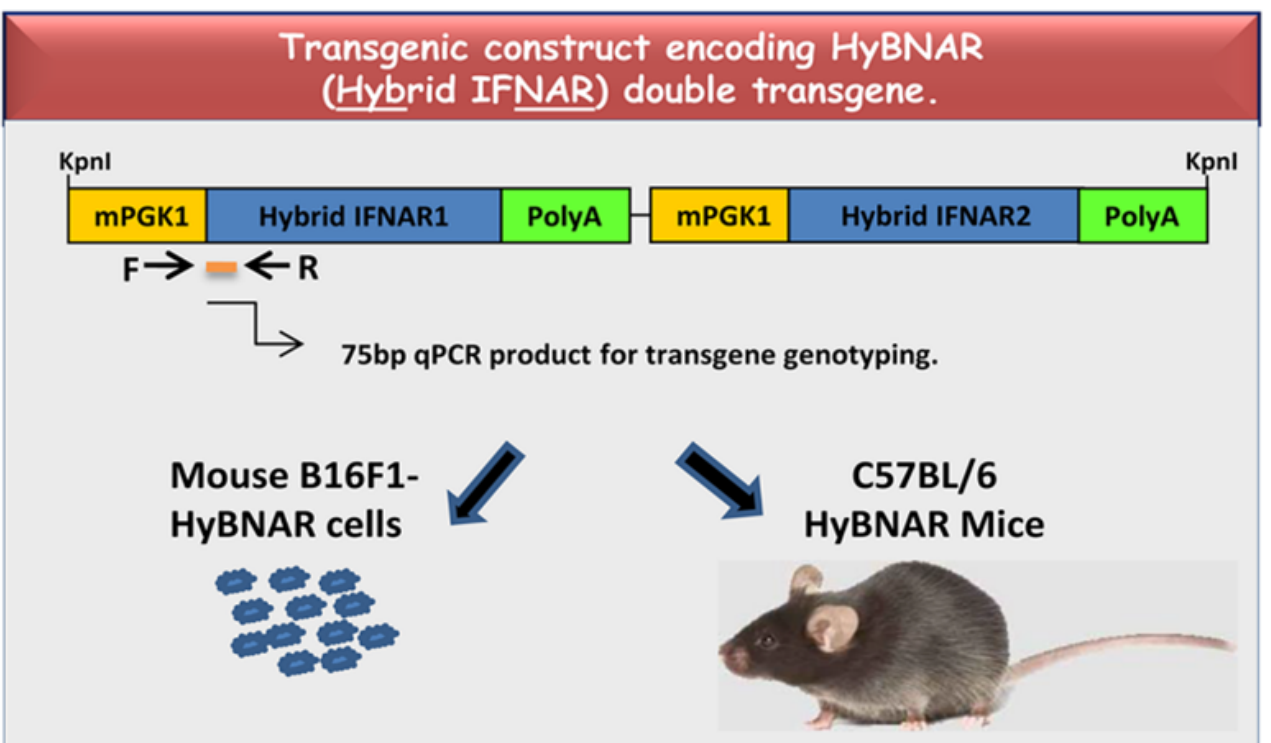 Transgenic construct encoding HyBNAR
(Hybrid IFNAR) double transgene.
KpnI KpnI
mPGK1 Hybrid IFNAR1 PolyA mPGK1 Hybrid IFNAR2 PolyA
F R
75bp qPCR product for transgene genotyping.
Mouse B16F1-
HyBNAR cells
C57BL/6
HyBNAR Mice